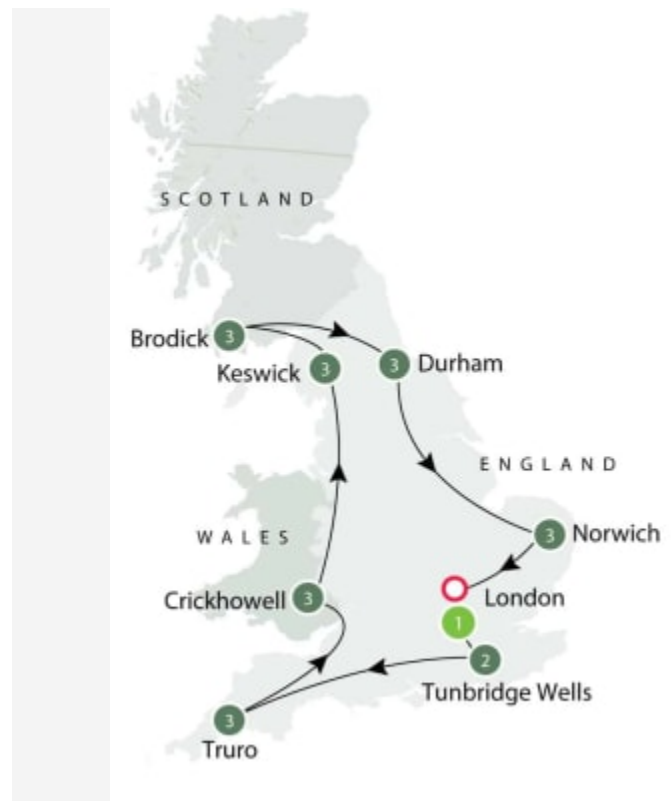 SCOTLAND
Brodick 3
Keswick 3
3 Durham
ENGLAND
WALES
3 Norwich
Crickhowell 3
London
1
2
Tunbridge Wells
3
Truro